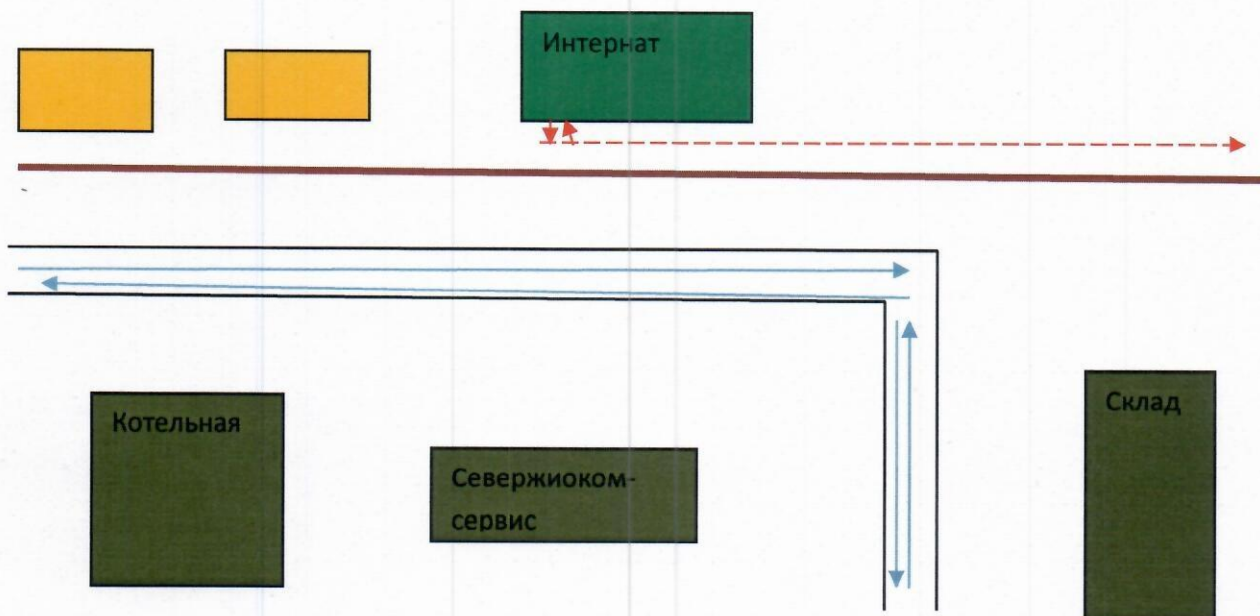 Интернат
Котельная
Склад
Севержиоком-
сервис